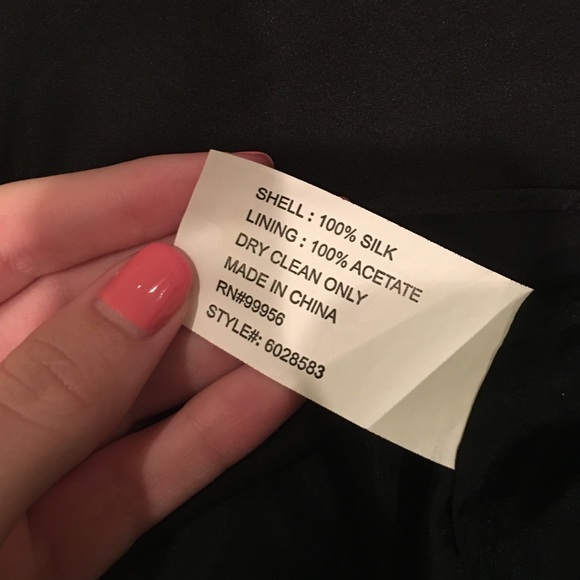 SHELL : 100% SILK
LINING : 100% ACETATE
DRY CLEAN ONLY
MADE IN CHINA
RN#99956
STYLE#: 6028583